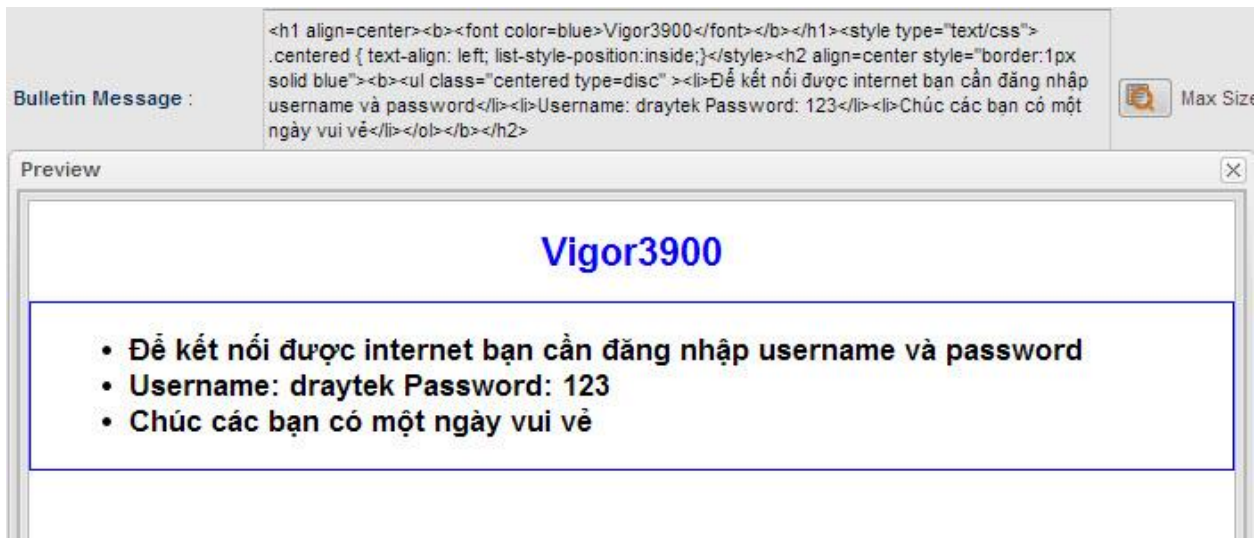 <h1 align=center><b><font color=blue>Vigor3900</font></b></h1><style type="text/css">
.centered { text-align: left; list-style-position:inside;}</style><h2 align=center style="border:1px
solid blue"><b><ul class="centered type=disc" ><li>Để kết nối được internet bạn cần đăng nhập
Bulletin Message :
username và password</li><li>Username: draytek Password: 123</li><li>Chúc các bạn có một
Max Size
ngày vui vẻ</li></ol></b></h2>
Preview
Vigor3900
• Để kết nối được internet bạn cần đăng nhập username và password
• Username: draytek Password: 123
• Chúc các bạn có một ngày vui vẻ